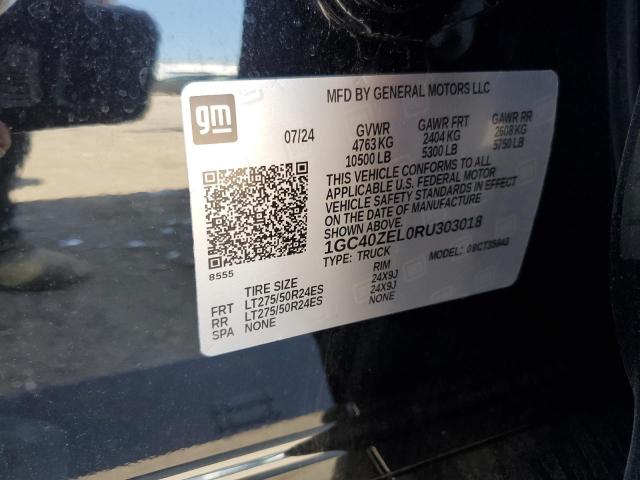 MFD BY GENERAL MOTORS LLC
gm
07/24
GVWR GAWR FRT GAWR RR
4763 KG 2404 KG 2608 KG
10500 LB 5300 LB 5750 LB
THIS VEHICLE CONFORMS TO ALL
APPLICABLE U.S. FEDERAL MOTOR
VEHICLE SAFETY STANDARDS IN EFFECT
ON THE DATE OF MANUFACTURE
SHOWN ABOVE.
1GC40ZEL0RU303018
TYPE: TRUCK MODEL:
8555
TIRE SIZE RIM
FRT LT275/50R24ES 24X9J
RR LT275/50R24ES 24X9J
SPA NONE NONE